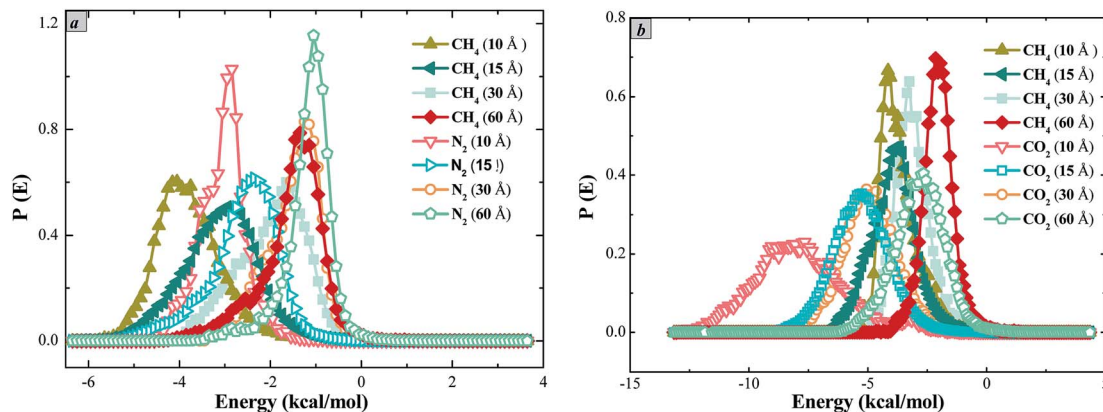 a
1.2
0.8
0.4
0.0
P (E)
-6
-4
-2
0
2
4
Energy (kcal/mol)
CH4 (10 Å )
CH4 (15 Å)
CH4 (30 Å)
CH4 (60 Å)
N2 (10 Å)
N2 (15 !)
N2 (30 Å)
N2 (60 Å)
b
0.8
0.6
0.4
0.2
0.0
P (E)
-15
-10
-5
0
5
Energy (kcal/mol)
CH4 (10 Å)
CH4 (15 Å)
CH4 (30 Å)
CH4 (60 Å)
CO2 (10 Å)
CO2 (15 Å)
CO2 (30 Å)
CO2 (60 Å)